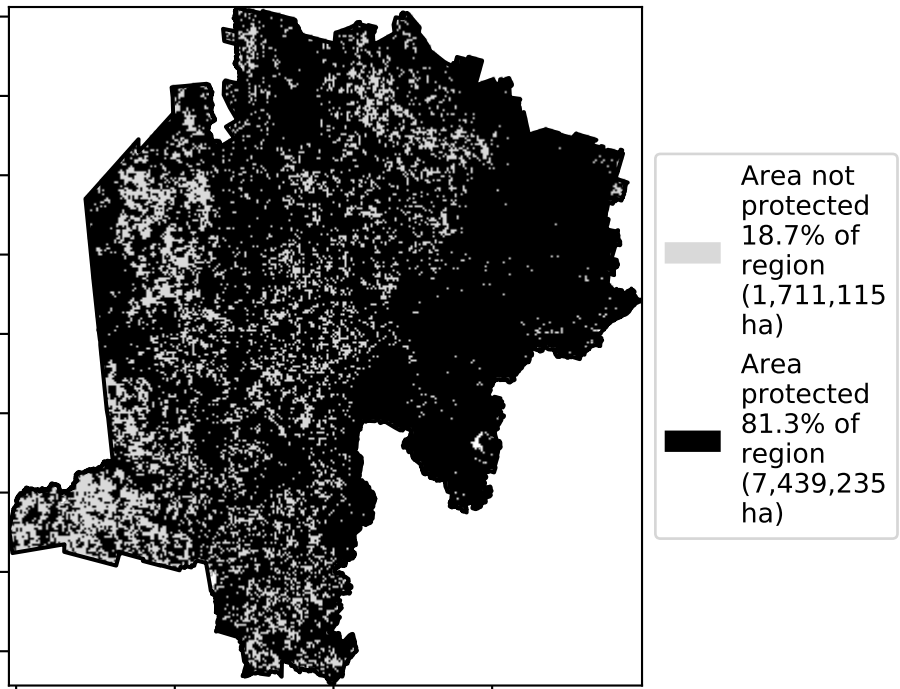 Area not
protected
18.7% of
region
(1,711,115
ha)
Area
protected
81.3% of
region
(7,439,235
ha)